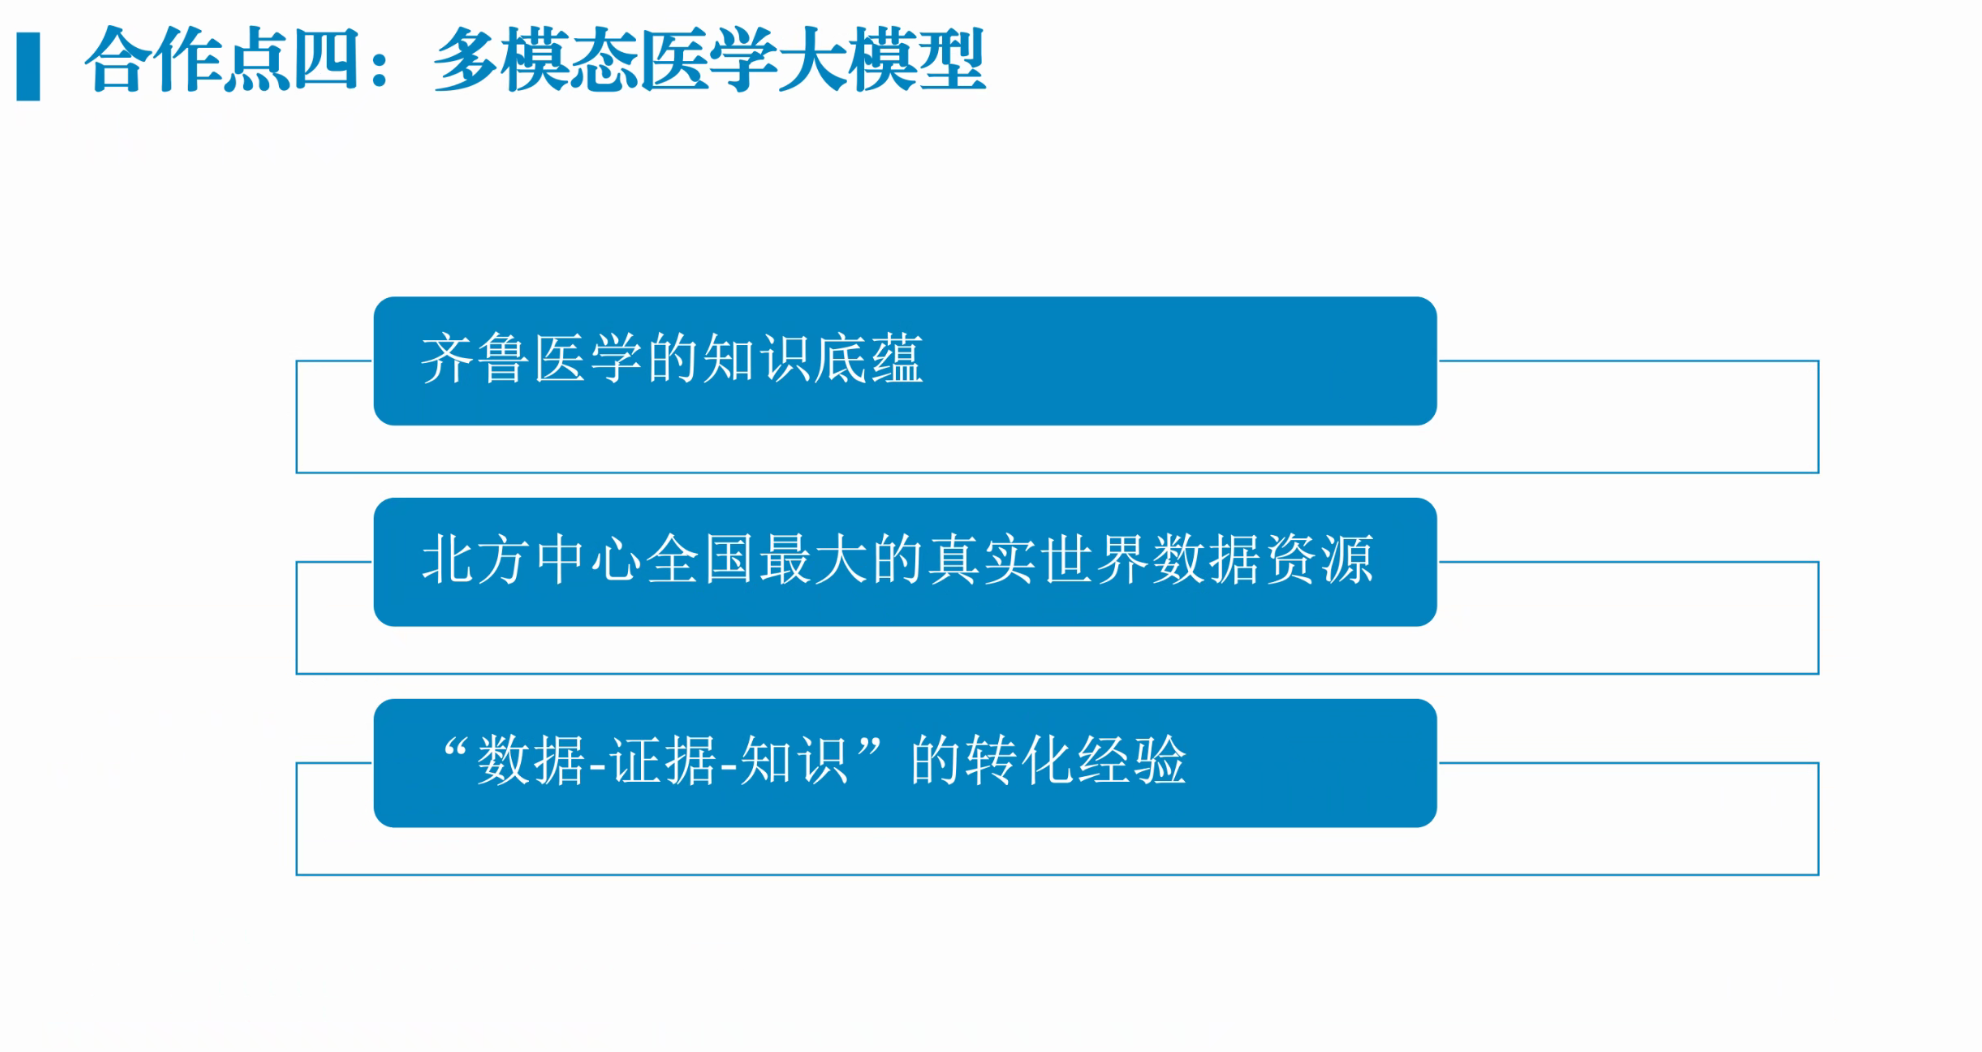 合作点四：多模态医学大模型
齐鲁医学的知识底蕴
北方中心全国最大的真实世界数据资源
“数据-证据-知识”的转化经验